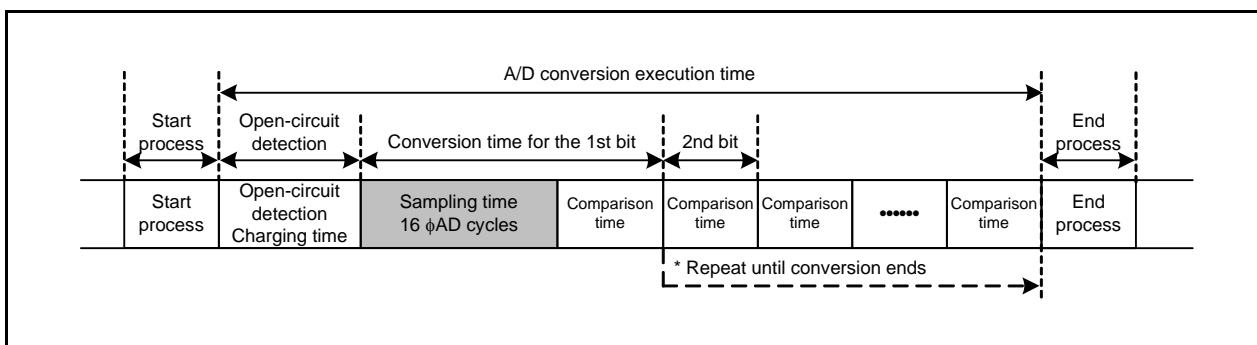 A/D conversion execution time
Start
process
Open-circuit
detection
Conversion time for the 1st bit
2nd bit
End
process
Start
process
Open-circuit
detection
Charging time
Sampling time
16 ϕAD cycles
Comparison
time
Comparison
time
Comparison
time
••••••
Comparison
time
End
process
* Repeat until conversion ends